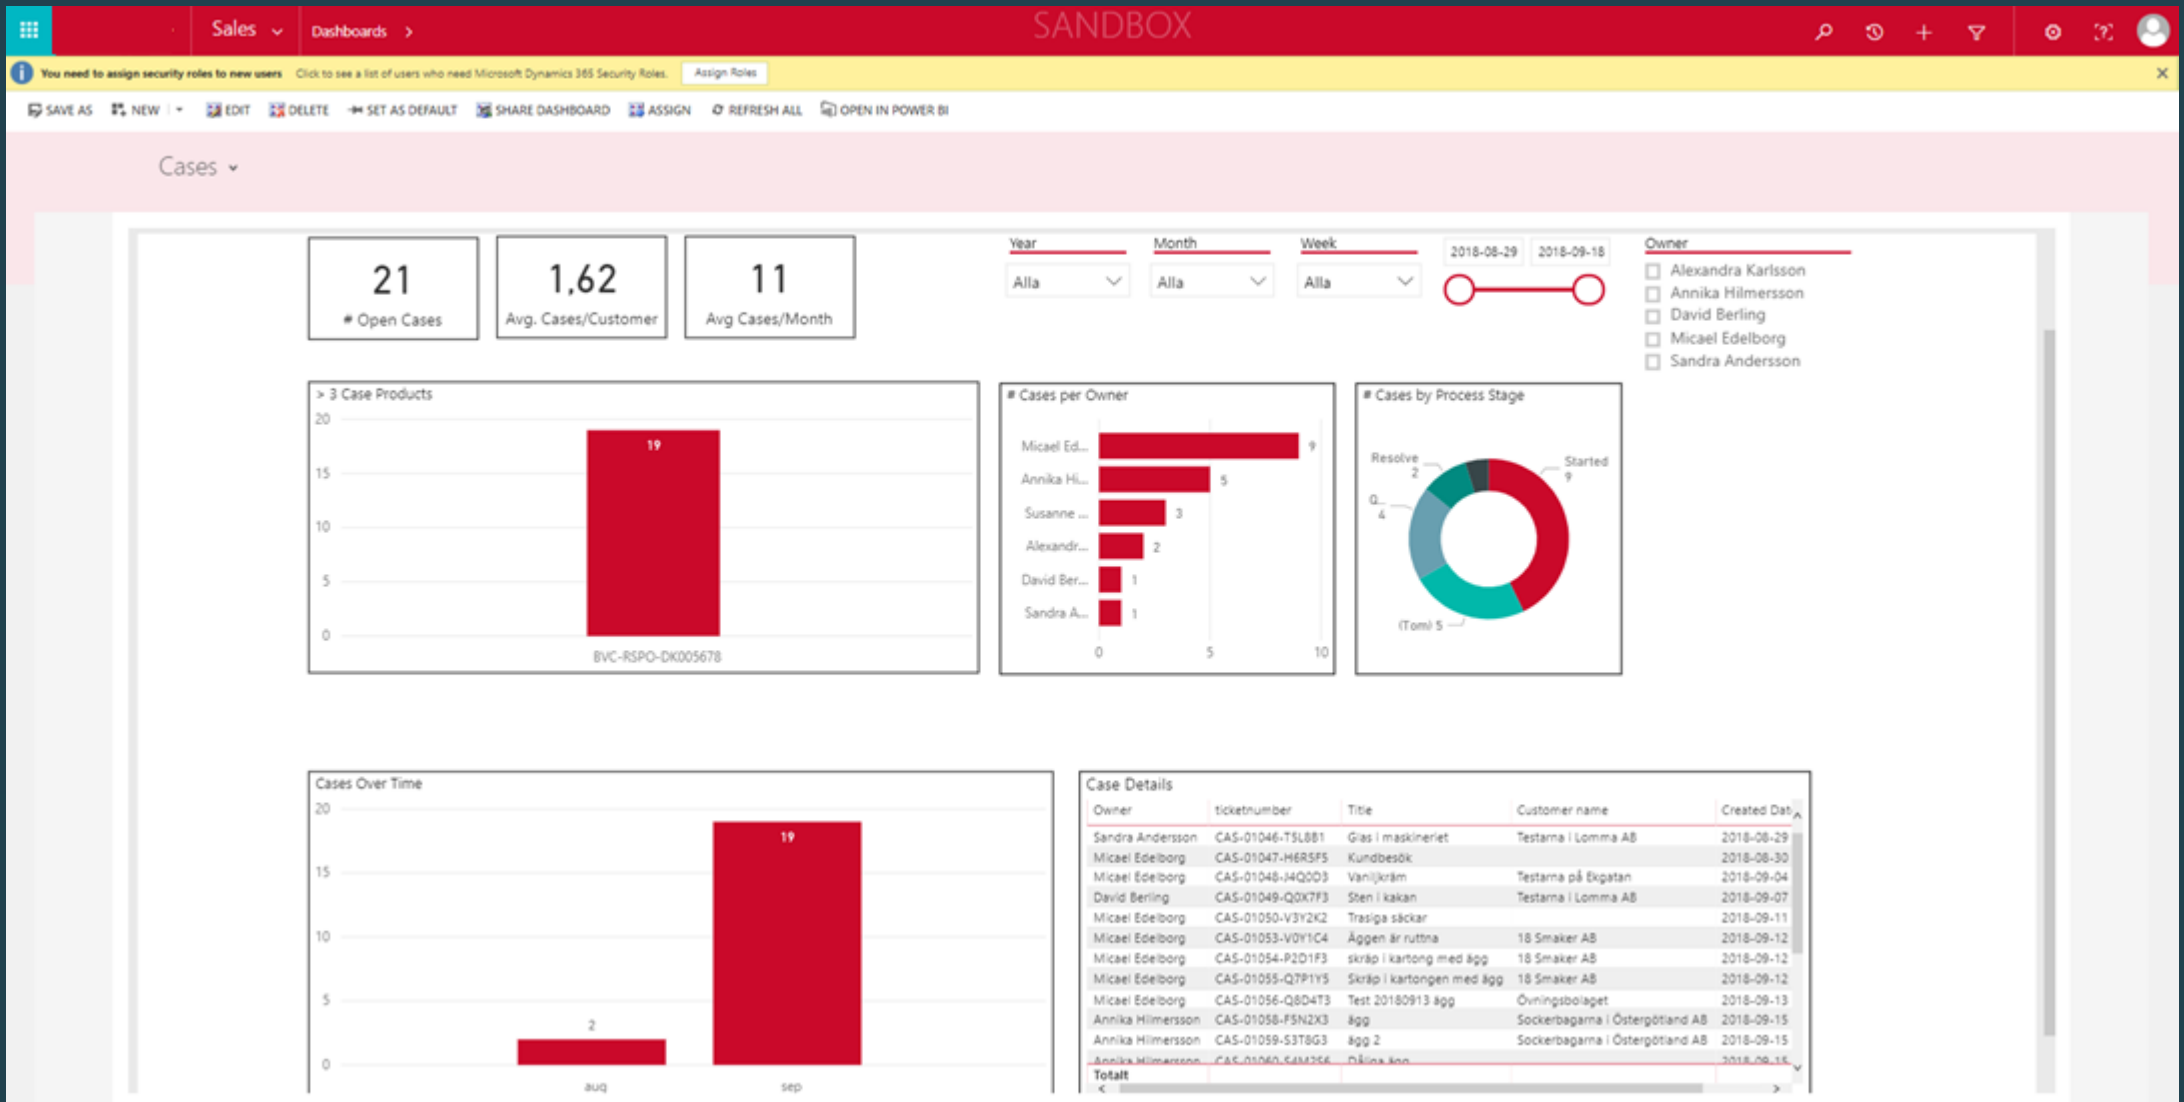 Sales Dashboards SANDBOX
You need to assign security roles to new users Click to see a list of users who need Microsoft Dynamics 365 Security Roles. Assign Roles
SAVE AS NEW EDIT DELETE SET AS DEFAULT SHARE DASHBOARD ASSIGN REFRESH ALL OPEN IN POWER BI
Cases
21
# Open Cases
1,62
Avg. Cases/Customer
11
Avg Cases/Month
Year
Alla
Month
Alla
Week
Alla
2018-08-29 2018-09-18
Owner
Alexandra Karlsson
Annika Hilmersson
David Berling
Micael Edelborg
Sandra Andersson
> 3 Case Products
20
15
10
5
0
19
BVC-RSPO-DK005678
# Cases per Owner
Micael Ed... 9
Annika Hi... 5
Susanne ... 3
Alexandr... 2
David Ber... 1
Sandra A... 1
0 5 10
# Cases by Process Stage
Resolve
2
Started
9
Q...
4
(Tom) 5
Cases Over Time
20
15
10
5
0
2
19
aug sep
Case Details
Owner ticketnumber Title Customer name Created Dat
Sandra Andersson CAS-01046-T5L8B1 Glas i maskineriet Testarna i Lomma AB 2018-08-29
Micael Edelborg CAS-01047-H6R5F5 Kundbesök 2018-08-30
Micael Edelborg CAS-01048-J4Q0D3 Vaniljkräm Testarna på Ekgatan 2018-09-04
David Berling CAS-01049-Q0X7F3 Sten i kakan Testarna i Lomma AB 2018-09-07
Micael Edelborg CAS-01050-V3Y2K2 Trasiga säckar 2018-09-11
Micael Edelborg CAS-01053-V0Y1C4 Äggen är ruttna 18 Smaker AB 2018-09-12
Micael Edelborg CAS-01054-P2D1F3 skräp i kartong med ägg 18 Smaker AB 2018-09-12
Micael Edelborg CAS-01055-Q7P1Y5 Skräp i kartongen med ägg 18 Smaker AB 2018-09-12
Micael Edelborg CAS-01056-Q8D4T3 Test 20180913 ägg Övningsbolaget 2018-09-13
Annika Hilmersson CAS-01058-F5N2X3 ägg Sockerbagarna i Östergötland AB 2018-09-15
Annika Hilmersson CAS-01059-S3T8G3 ägg 2 Sockerbagarna i Östergötland AB 2018-09-15
Annika Hilmersson CAS-01060-S4M2S6 Dåliga ägg 2018-09-15
Totalt